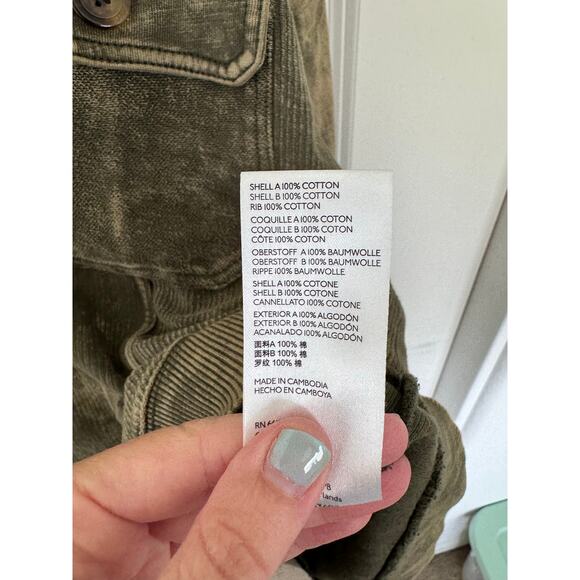 SHELL A 100% COTTON
SHELL B 100% COTTON
RIB 100% COTTON
COQUILLE A 100% COTON
COQUILLE B 100% COTON
CÔTE 100% COTON
OBERSTOFF A 100% BAUMWOLLE
OBERSTOFF B 100% BAUMWOLLE
RIPPE 100% BAUMWOLLE
SHELL A 100% COTONE
SHELL B 100% COTONE
CANNELLATO 100% COTONE
EXTERIOR A 100% ALGODÓN
EXTERIOR B 100% ALGODÓN
ACANALADO 100% ALGODÓN
面料A 100% 棉
面料B 100% 棉
罗纹 100% 棉
MADE IN CAMBODIA
HECHO EN CAMBOYA
RN